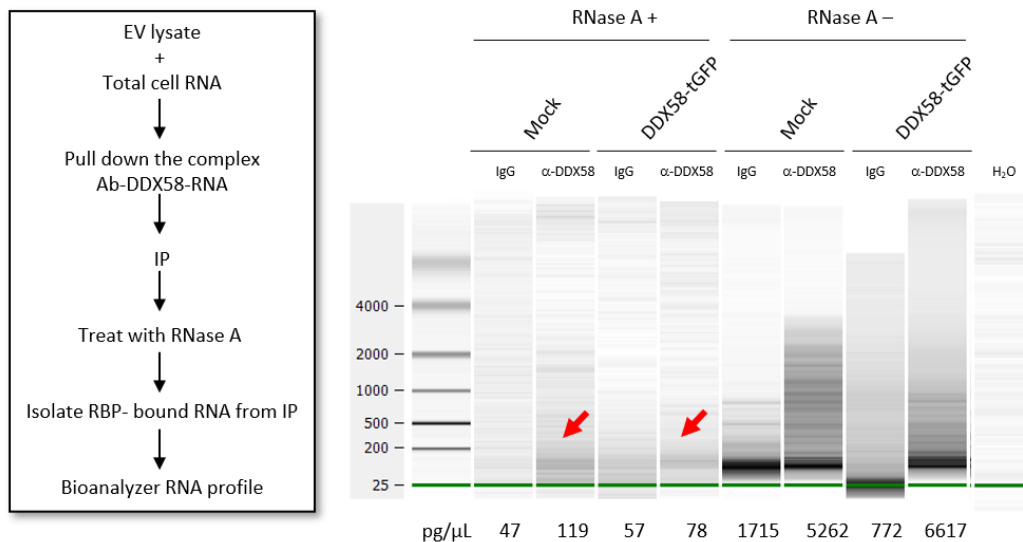 EV lysate
+
Total cell RNA
Pull down the complex
Ab-DDX58-RNA
IP
Treat with RNase A
Isolate RBP- bound RNA from IP
Bioanalyzer RNA profile
RNase A + RNase A –
Mock DDX58-tGFP Mock DDX58-tGFP
IgG α-DDX58 IgG α-DDX58 IgG α-DDX58 IgG α-DDX58 H₂O
4000
2000
1000
500
200
25
pg/µL 47 119 57 78 1715 5262 772 6617